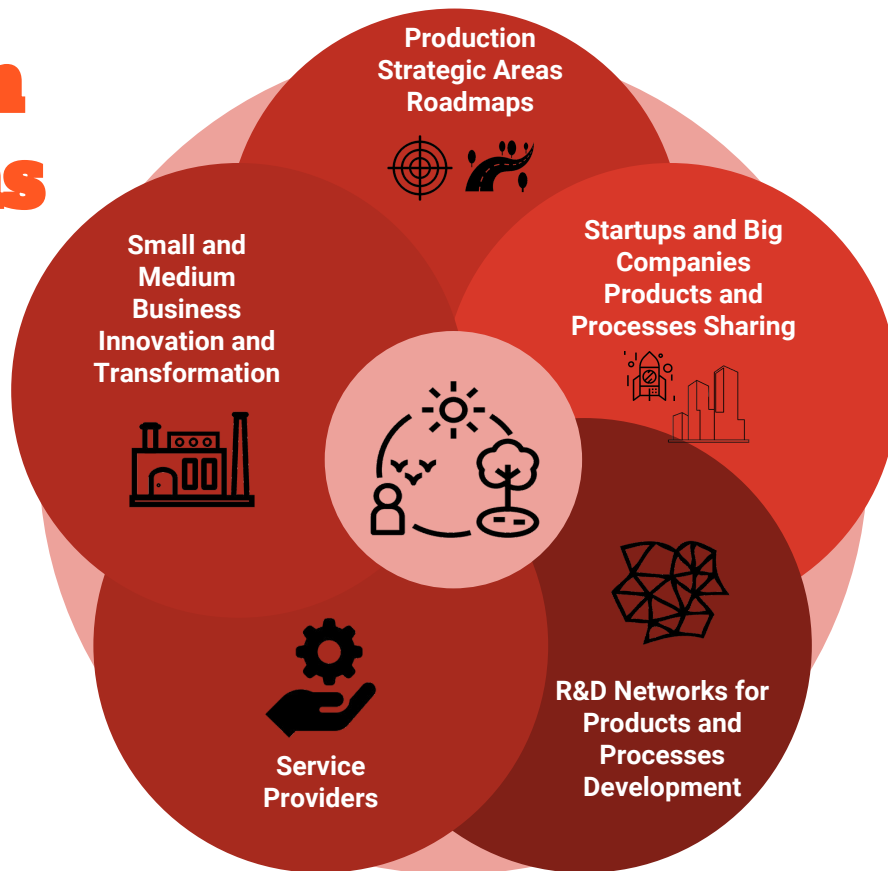 Production
Strategic Areas
Roadmaps
Startups and Big
Companies
Products and
Processes Sharing
Small and
Medium
Business
Innovation and
Transformation
R&D Networks for
Products and
Processes
Development
Service
Providers